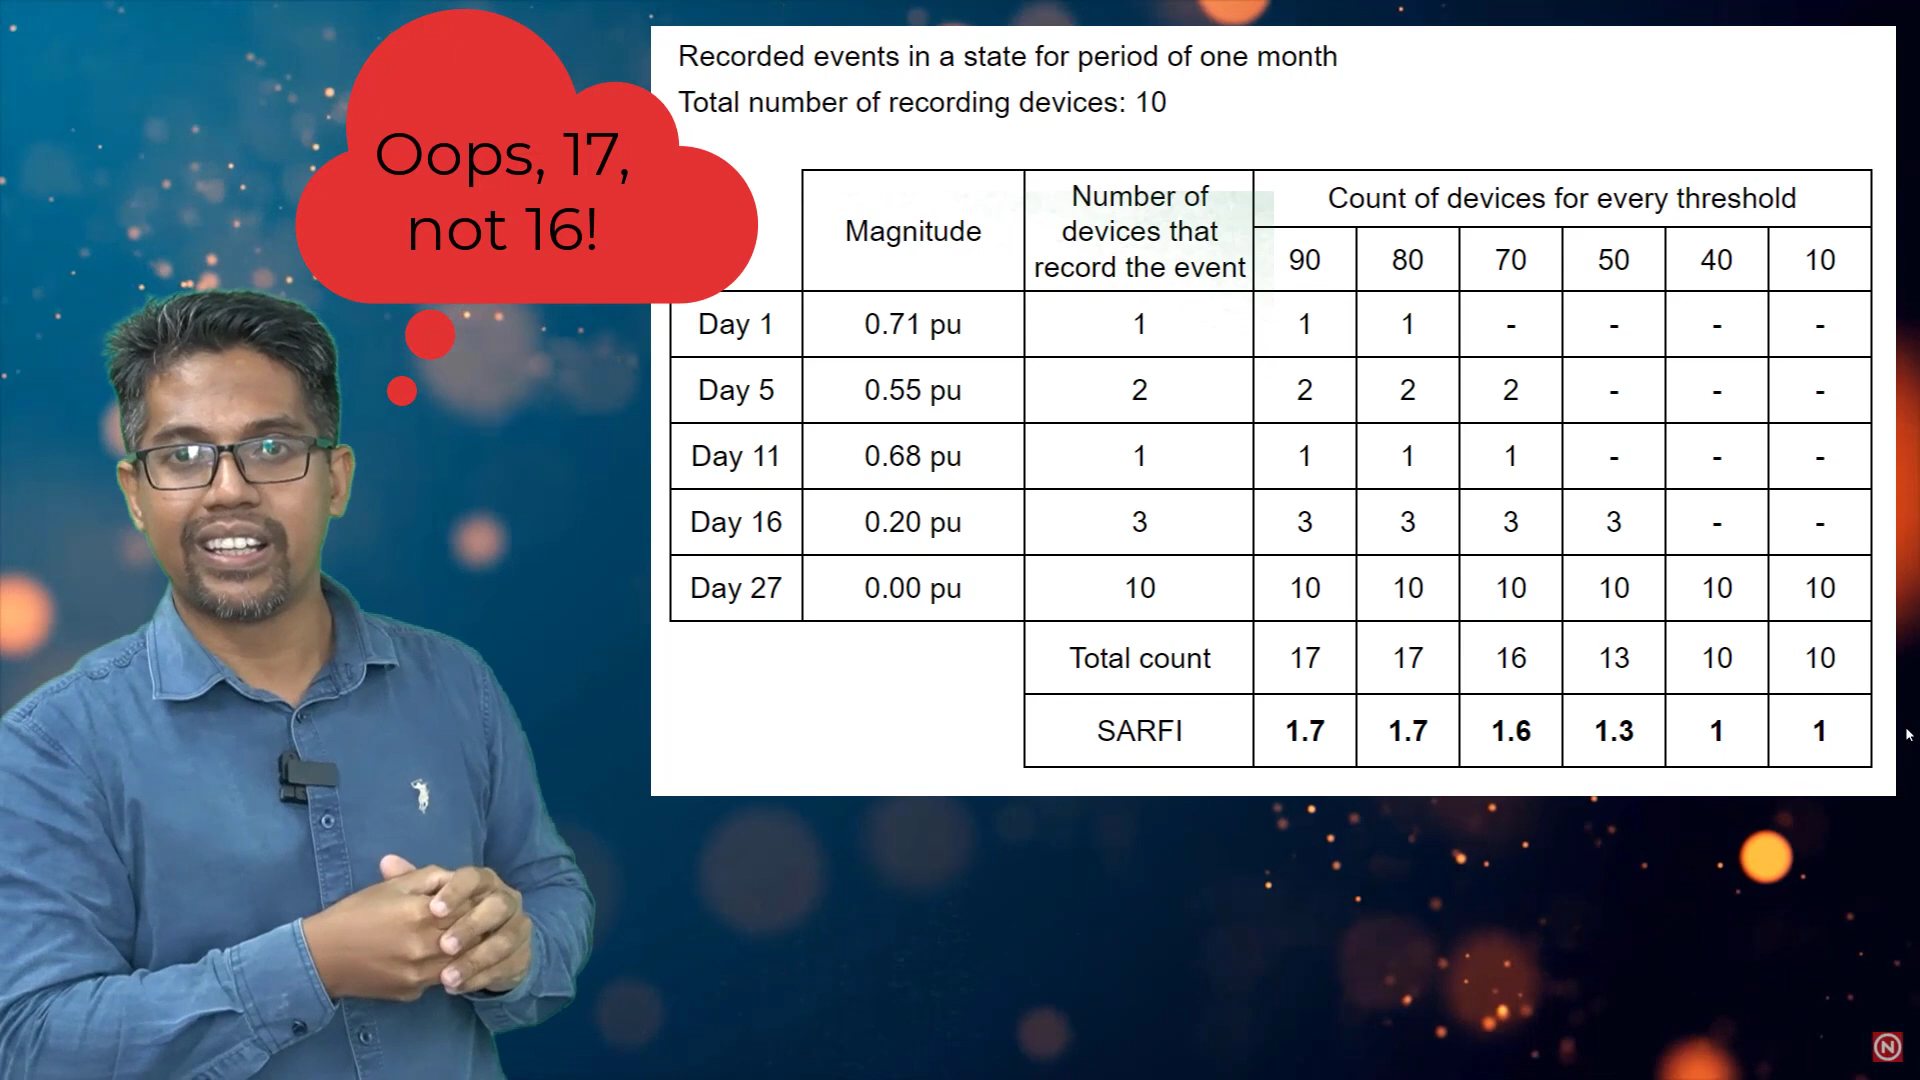 Oops, 17,
not 16!
Recorded events in a state for period of one month
Total number of recording devices: 10
Magnitude
Number of
devices that
record the event
Count of devices for every threshold
90 80 70 50 40 10
Day 1 0.71 pu 1 1 1 - - - -
Day 5 0.55 pu 2 2 2 2 - - -
Day 11 0.68 pu 1 1 1 1 - - -
Day 16 0.20 pu 3 3 3 3 3 - -
Day 27 0.00 pu 10 10 10 10 10 10 10
Total count 17 17 16 13 10 10
SARFI 1.7 1.7 1.6 1.3 1 1
N